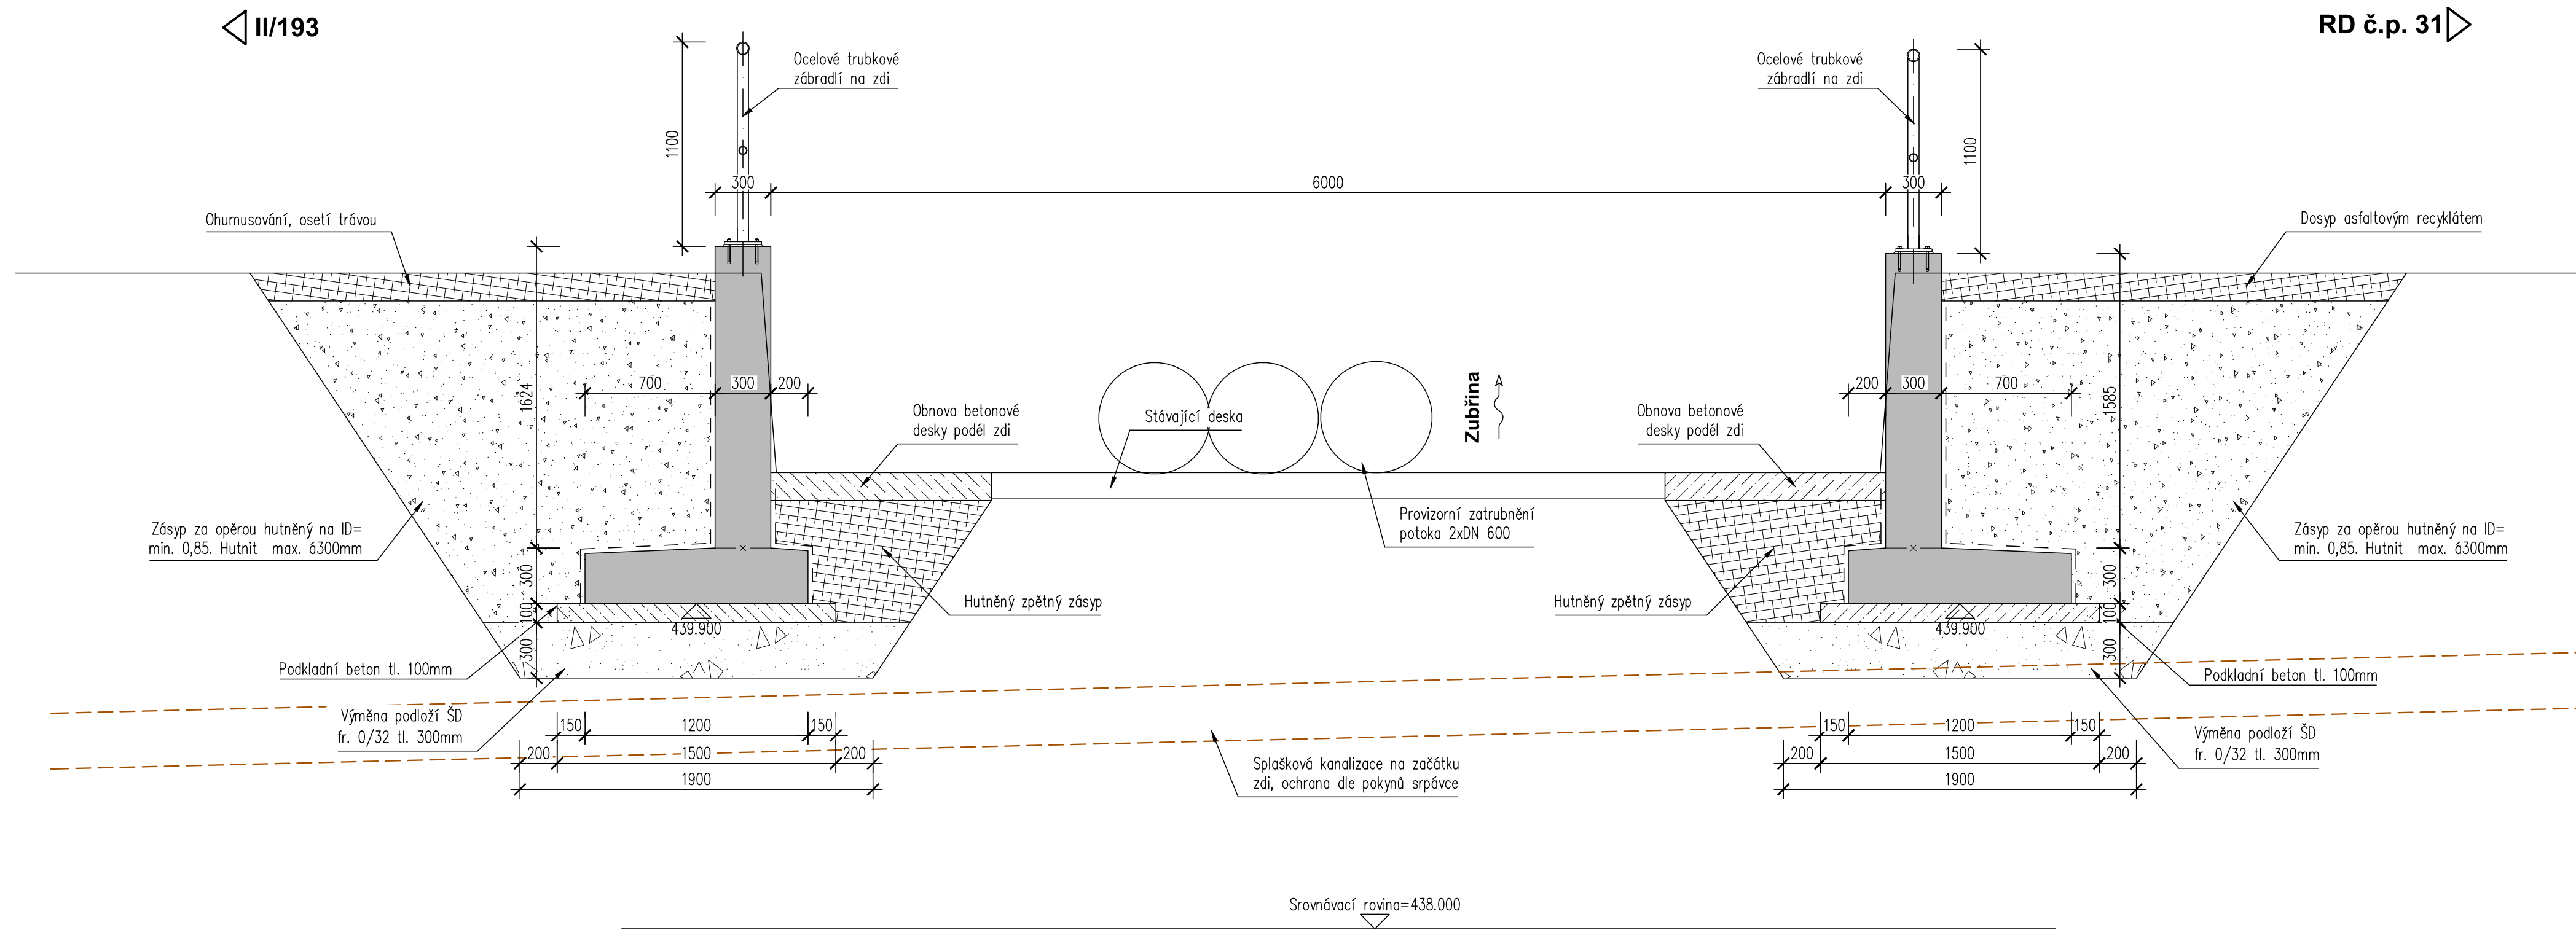 II/193
RD č.p. 31
Ocelové trubkové
zábradlí na zdi
Ocelové trubkové
zábradlí na zdi
1100
1100
300
6000
300
Ohumusování, osetí trávou
Dosyp asfaltovým recyklátem
1624
700
300
200
200
300
700
1585
Obnova betonové
desky podél zdi
Stávající deska
Zubřina
Obnova betonové
desky podél zdi
Zásyp za opěrou hutněný na ID=
min. 0,85. Hutnit max. á300mm
Provizorní zatrubnění
potoka 2xDN 600
Zásyp za opěrou hutněný na ID=
min. 0,85. Hutnit max. á300mm
300
100
300
Hutněný zpětný zásyp
Hutněný zpětný zásyp
300
100
300
439.900
439.900
Podkladní beton tl. 100mm
Podkladní beton tl. 100mm
Výměna podloží ŠD
fr. 0/32 tl. 300mm
Výměna podloží ŠD
fr. 0/32 tl. 300mm
150
1200
150
200
1500
200
1900
150
1200
150
200
1500
200
1900
Splašková kanalizace na začátku
zdi, ochrana dle pokynů srpávce
Srovnávací rovina=438.000